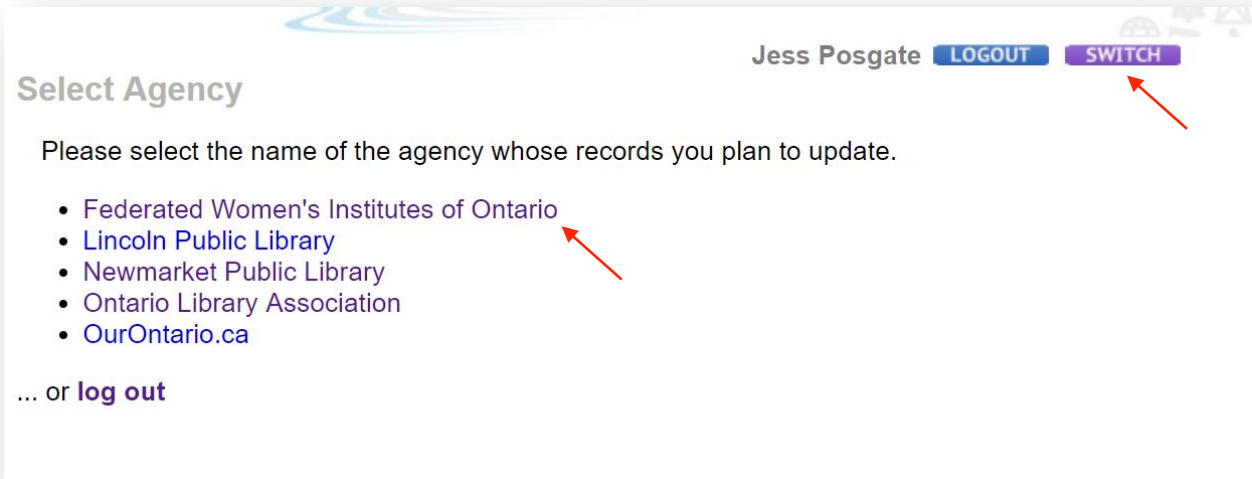 Jess Posgate LOGOUT SWITCH
Select Agency
Please select the name of the agency whose records you plan to update.
• Federated Women's Institutes of Ontario
• Lincoln Public Library
• Newmarket Public Library
• Ontario Library Association
• OurOntario.ca
... or log out